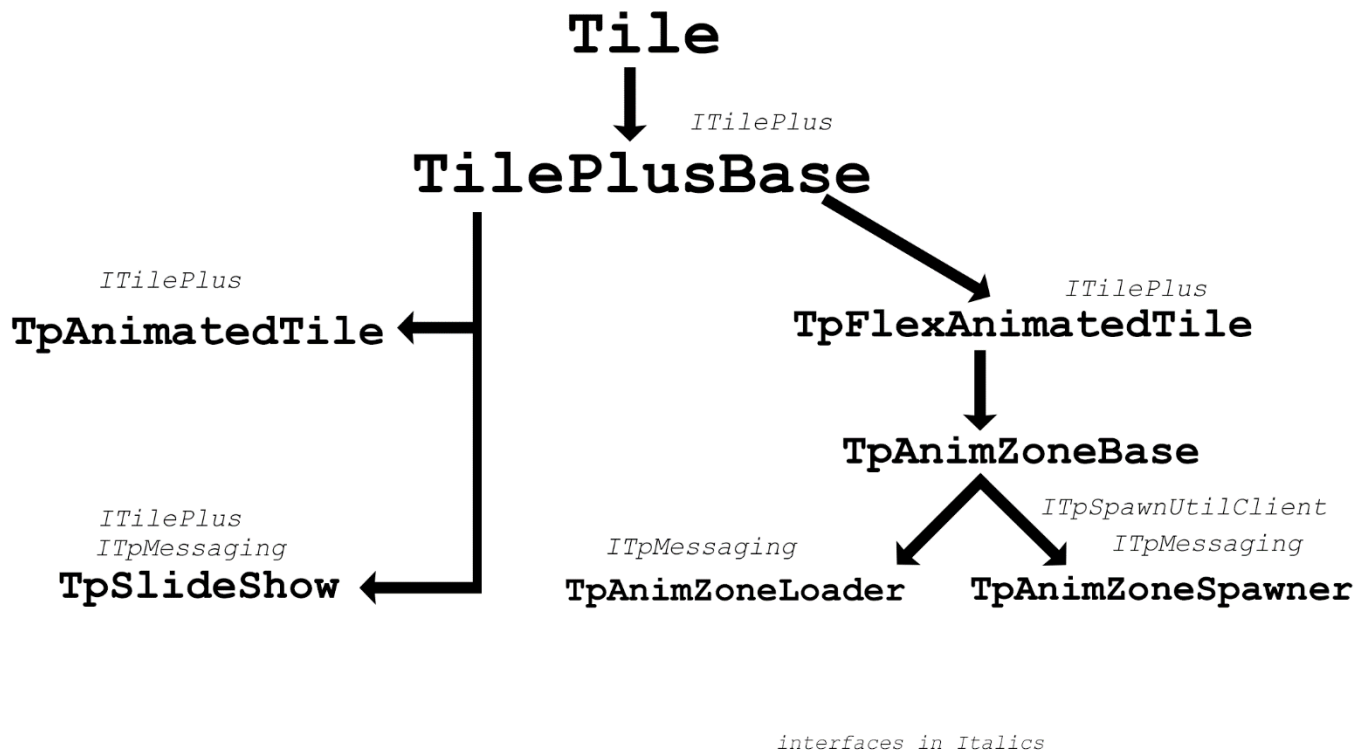 Tile
ITilePlus
TilePlusBase
ITilePlus
TpAnimatedTile
ITilePlus
TpFlexAnimatedTile
TpAnimZoneBase
ITilePlus
ITpMessaging
TpSlideShow
ITpMessaging
TpAnimZoneLoader
ITpSpawnUtilClient
ITpMessaging
TpAnimZoneSpawner
interfaces in Italics